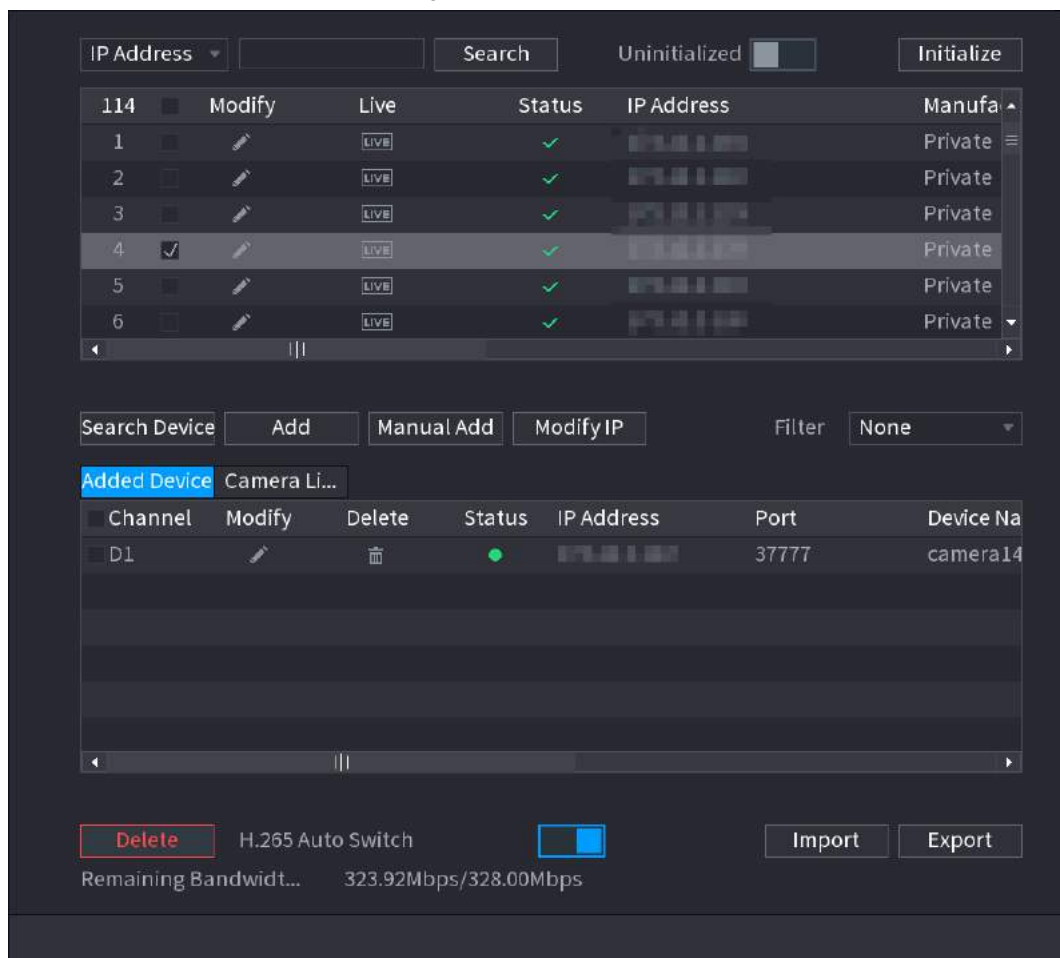 IP Address Search Uninitialized Initialize
114 Modify Live Status IP Address Manufa
1 LIVE Private
2 LIVE Private
3 LIVE Private
4 LIVE Private
5 LIVE Private
6 LIVE Private
Search Device Add Manual Add Modify IP Filter None
Added Device Camera Li...
Channel Modify Delete Status IP Address Port Device Na
D1 37777 camera14
Delete H.265 Auto Switch Import Export
Remaining Bandwidt... 323.92Mbps/328.00Mbps